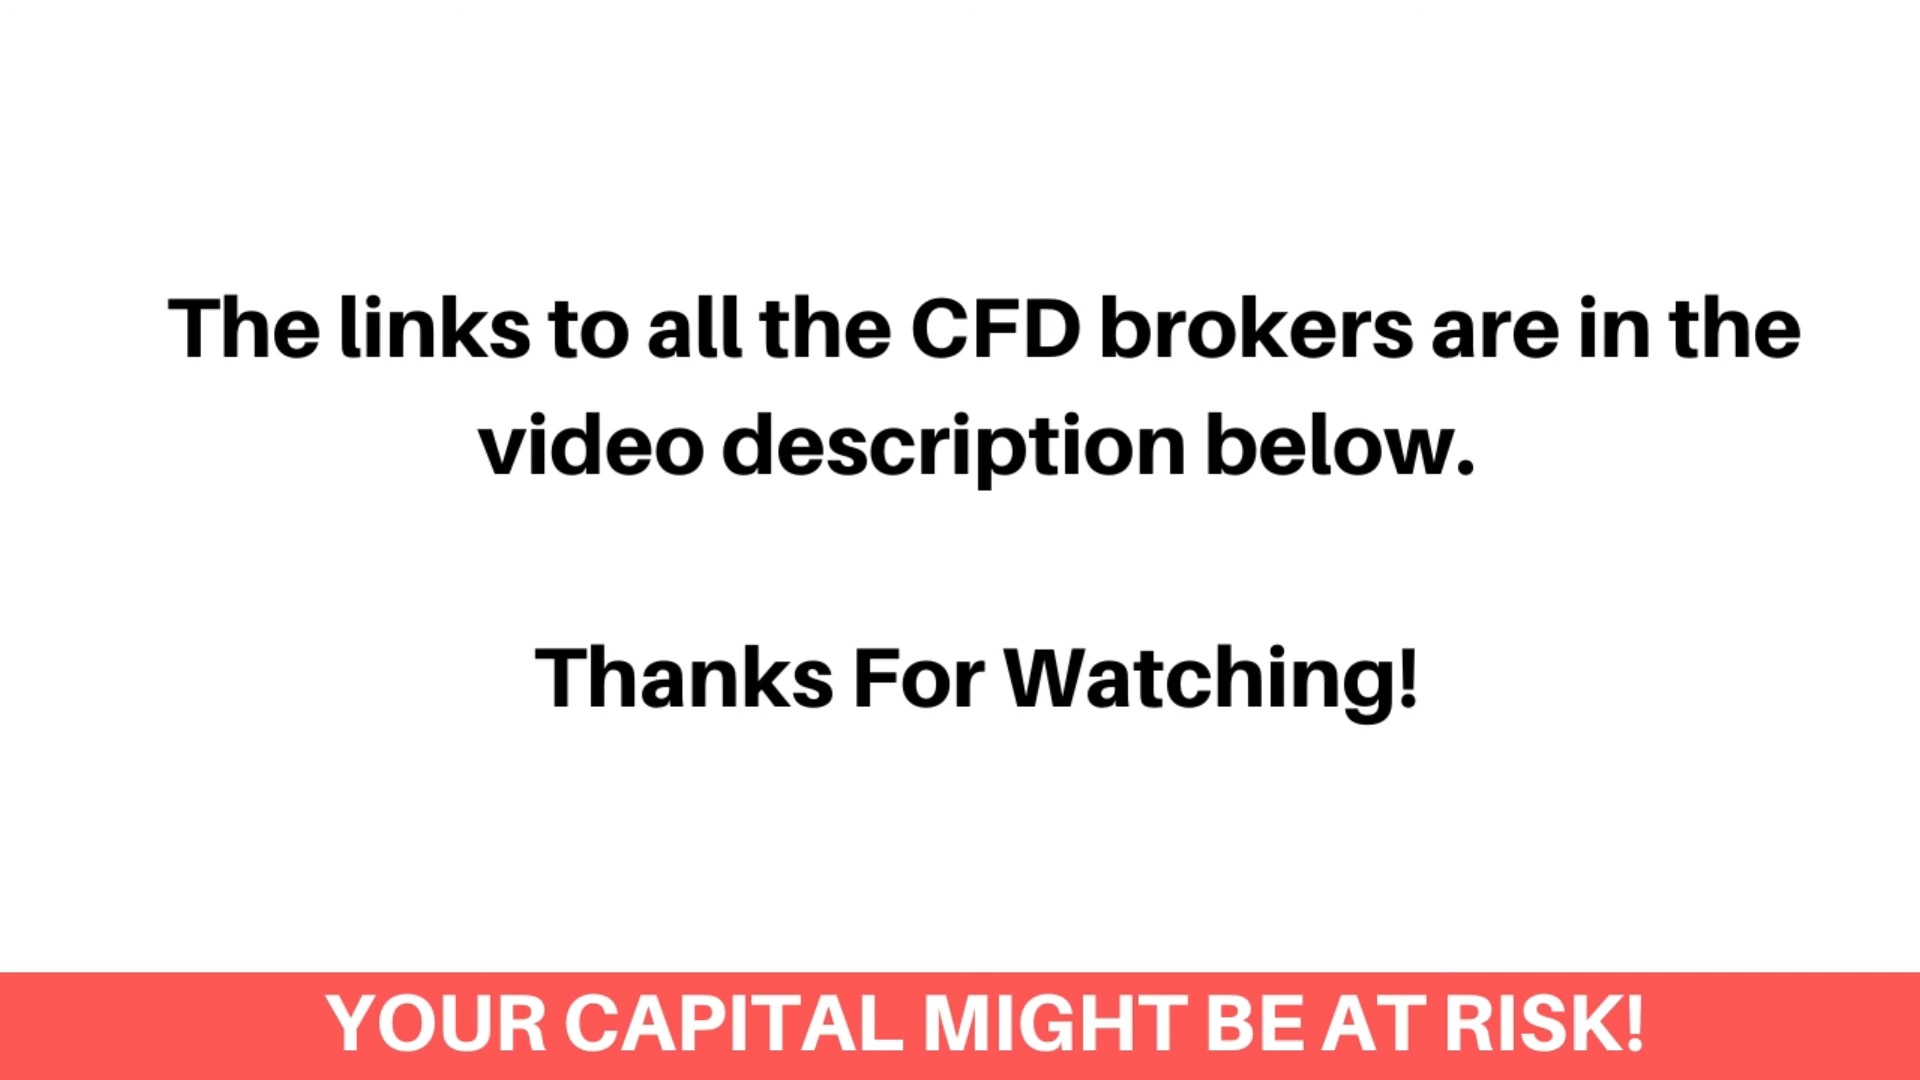 The links to all the CFD brokers are in the
video description below.
Thanks For Watching!
YOUR CAPITAL MIGHT BE AT RISK!